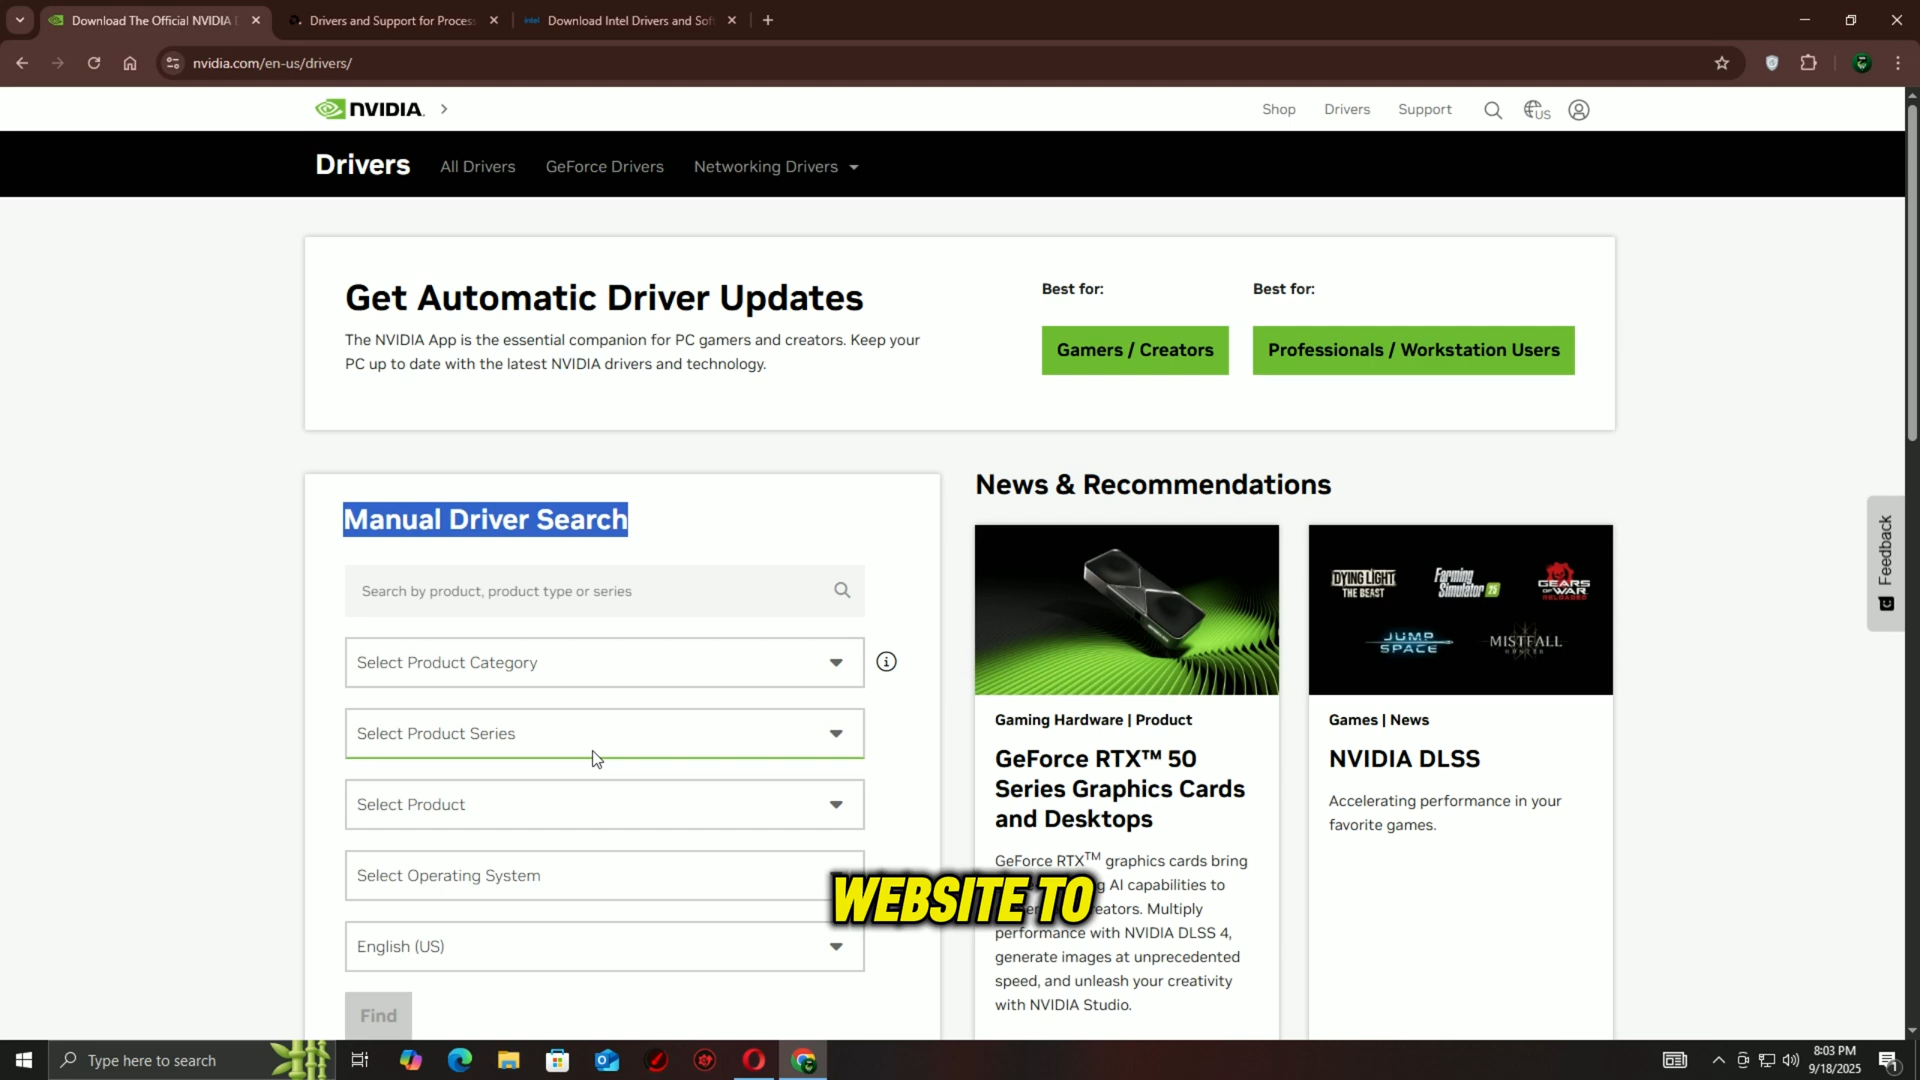 Download The Official NVIDIA D
Drivers and Support for Process
intel Download Intel Drivers and Soft
nvidia.com/en-us/drivers/
NVIDIA.
Shop Drivers Support US
Drivers All Drivers GeForce Drivers Networking Drivers
Get Automatic Driver Updates
The NVIDIA App is the essential companion for PC gamers and creators. Keep your
PC up to date with the latest NVIDIA drivers and technology.
Best for:
Gamers / Creators
Best for:
Professionals / Workstation Users
Manual Driver Search
Search by product, product type or series
Select Product Category
Select Product Series
Select Product
Select Operating System
English (US)
Find
News & Recommendations
Gaming Hardware | Product
GeForce RTX™ 50
Series Graphics Cards
and Desktops
GeForce RTX™ graphics cards bring
AI capabilities to
Multiply
performance with NVIDIA DLSS 4,
generate images at unprecedented
speed, and unleash your creativity
with NVIDIA Studio.
DYING LIGHT
THE BEAST
Farming
Simulator 25
GEARS
OF WAR
RELOADED
JUMP
SPACE
MISTFALL
HUNTER
Games | News
NVIDIA DLSS
Accelerating performance in your
favorite games.
Feedback
WEBSITE TO
Type here to search
8:03 PM
9/18/2025
1